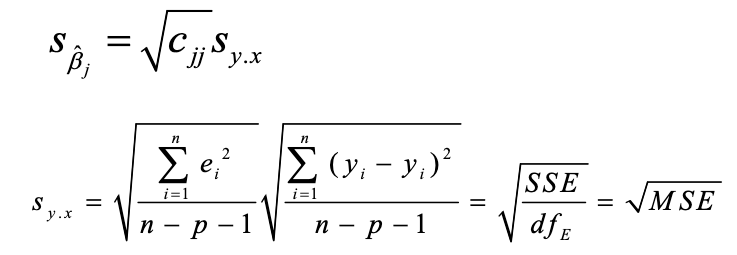 $s_{\hat{\beta}_j} = \sqrt{c_{jj}} s_{y.x}$
$s_{y.x} = \sqrt{\frac{\sum_{i=1}^{n} e_i^2}{n-p-1}} \sqrt{\frac{\sum_{i=1}^{n} (y_i - y_i)^2}{n-p-1}} = \sqrt{\frac{SSE}{df_E}} = \sqrt{MSE}$